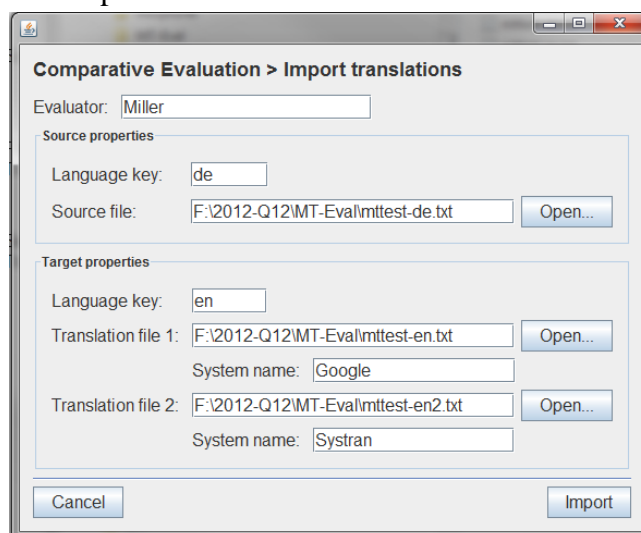 Comparative Evaluation > Import translations
Evaluator: Miller
Source properties
Language key: de
Source file: F:\2012-Q12\MT-Eval\mttest-de.txt Open...
Target properties
Language key: en
Translation file 1: F:\2012-Q12\MT-Eval\mttest-en.txt Open...
System name: Google
Translation file 2: F:\2012-Q12\MT-Eval\mttest-en2.txt Open...
System name: Systran
Cancel Import